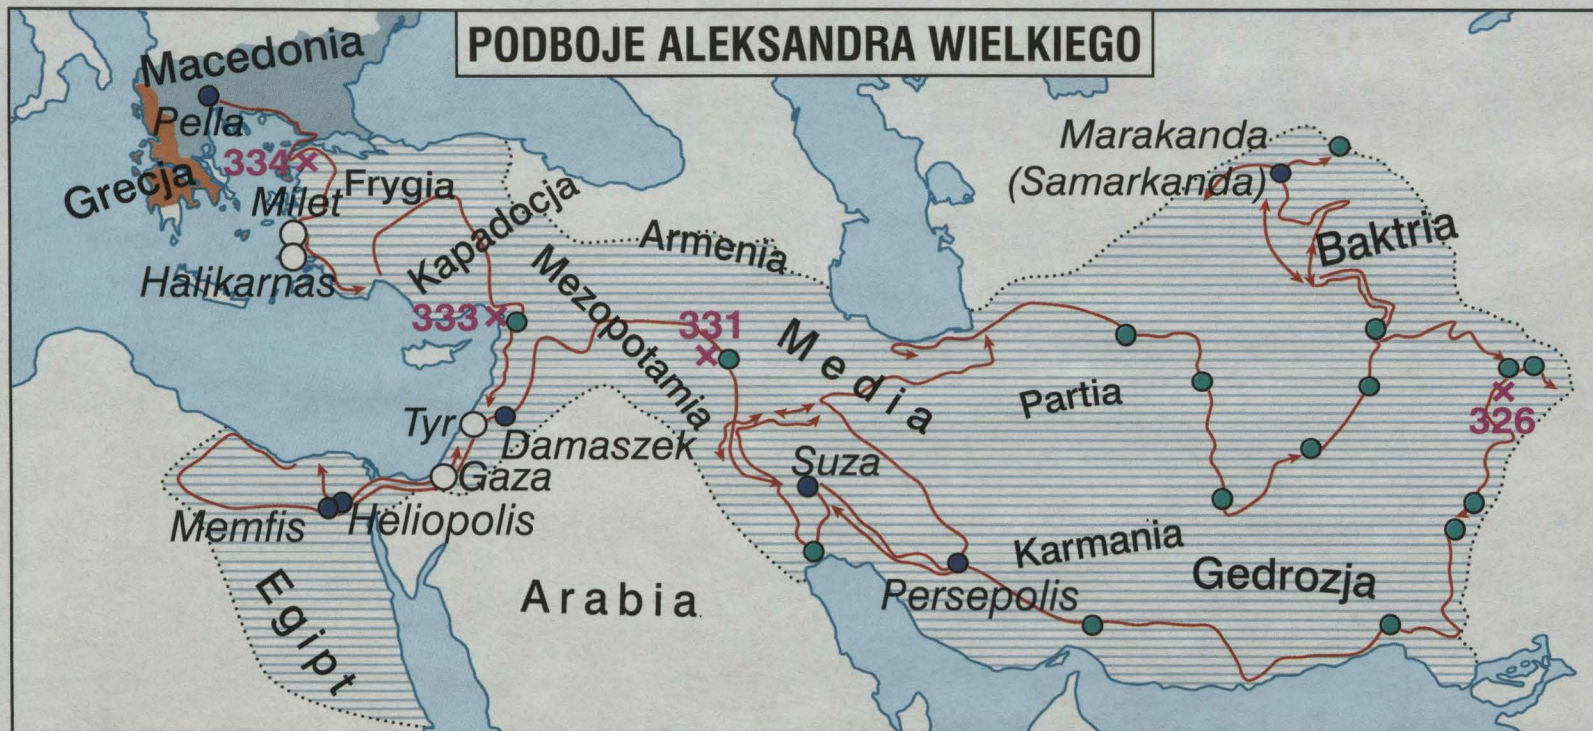 PODBOJE ALEKSANDRA WIELKIEGO
Macedonia
Pella
334
Grecja
Milet
Frygia
Halikarnas
Kapadocja
Armenia
Mezopotamia
333
331
Media
Marakanda
(Samarkanda)
Baktria
Partia
326
Tyr
Damaszek
Gaza
Suza
Memfis
Heliopolis
Karmania
Gedrozja
Persepolis
Arabia
Egipt